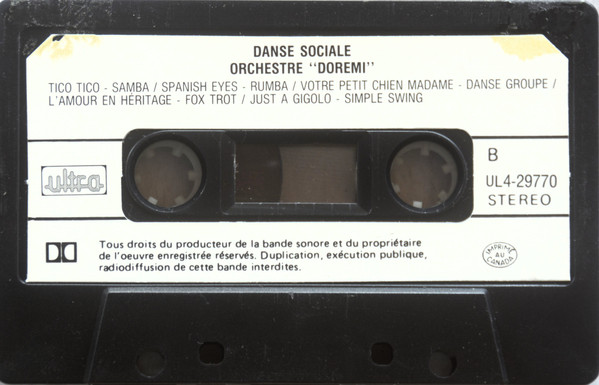 DANSE SOCIALE
ORCHESTRE "DOREMI"
TICO TICO - SAMBA / SPANISH EYES - RUMBA / VOTRE PETIT CHIEN MADAME - DANSE GROUPE /
L'AMOUR EN HÉRITAGE - FOX TROT / JUST A GIGOLO - SIMPLE SWING
ultra
B
UL4-29770
STEREO
Tous droits du producteur de la bande sonore et du propriétaire
de l'oeuvre enregistrée réservés. Duplication, exécution publique,
radiodiffusion de cette bande interdites.
IMPRIMÉ
AU
CANADA